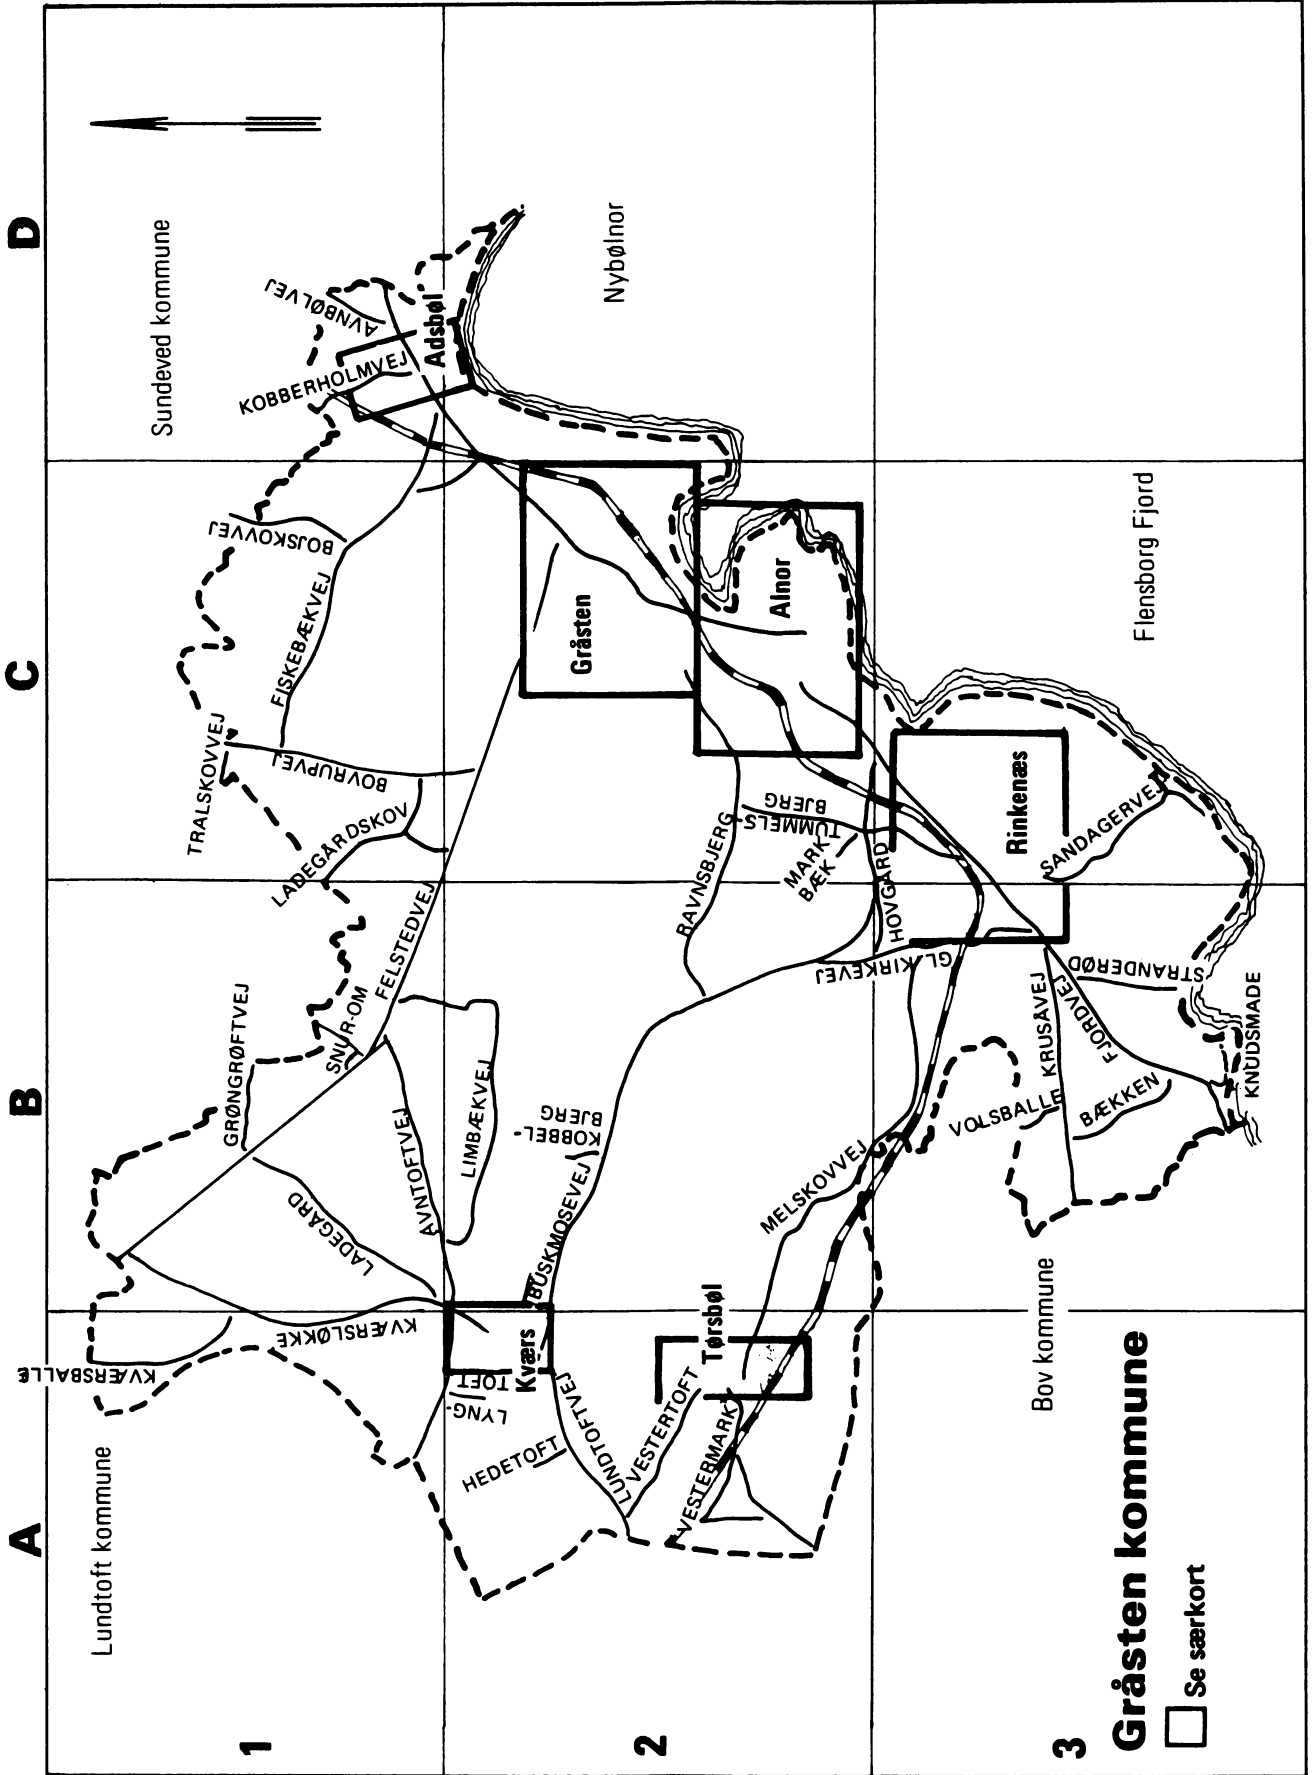 A
B
C
D
1
2
3
Lundtoft kommune
Sundeved kommune
Nybølnor
Flensborg Fjord
Bov kommune
KVÆRSBALLE
KVÆRSLØKKE
LADEGÅRD
GRØNGRØFTVEJ
SNUR-OM
FELSTEDVEJ
AVNTOFTVEJ
LIMBÆKVEJ
LADEGÅRDSKOV
TRALSKOVVEJ
BOVRUPVEJ
FISKEBÆKVEJ
BOJSKOVVEJ
KOBBERHOLMVEJ
AVNBØLVEJ
Adsbøl
Kværs
LYNG-
TOFT
HEDETOFT
LUNDTOFTVEJ
BUSKMOSEVEJ
KOBBEL-
BJERG
VESTERTOFT
VESTERMARK
Tørsbøl
MELSKOVVEJ
RAVNSBJERG
TUMMELS-
BJERG
MARK
BÆK
Gråsten
Alnor
HOVGÅRD
GL. KIRKEVEJ
Rinkenæs
SANDAGERVEJ
STRANDERØD
KRUSÅVEJ
FJORDVEJ
VOLSBALLE
BÆKKEN
KNUDSMADE
Gråsten kommune
Se særkort